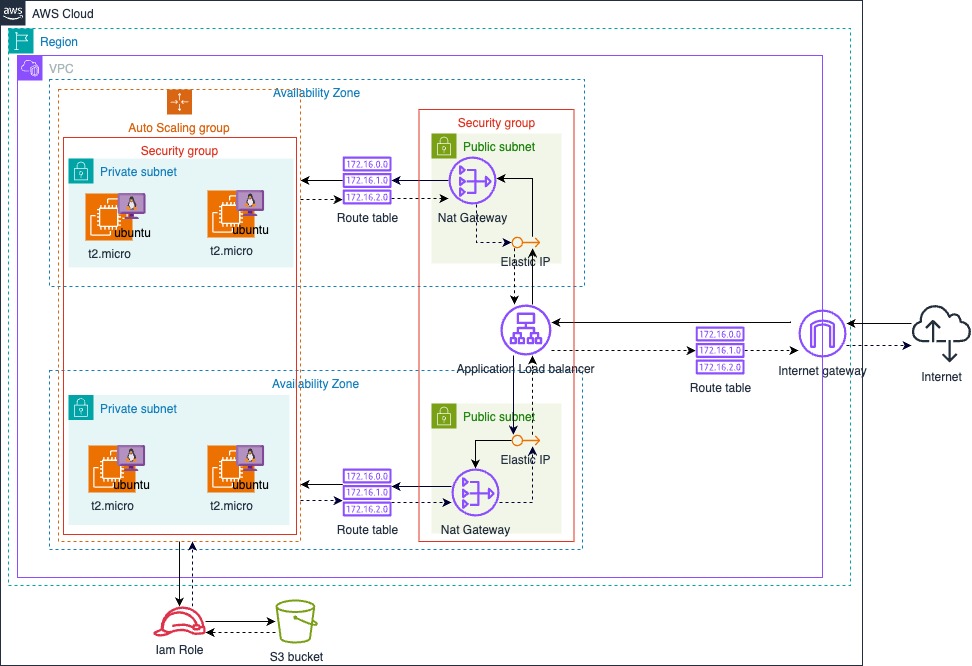 aws
AWS Cloud
Region
VPC
Availability Zone
Auto Scaling group
Security group
Private subnet
ubuntu
t2.micro
ubuntu
t2.micro
172.16.0.0
172.16.1.0
172.16.2.0
Route table
Security group
Public subnet
Nat Gateway
Elastic IP
Application Load balancer
172.16.0.0
172.16.1.0
172.16.2.0
Route table
Internet gateway
Internet
Availability Zone
Private subnet
ubuntu
t2.micro
ubuntu
t2.micro
172.16.0.0
172.16.1.0
172.16.2.0
Route table
Public subnet
Elastic IP
Nat Gateway
Iam Role
S3 bucket